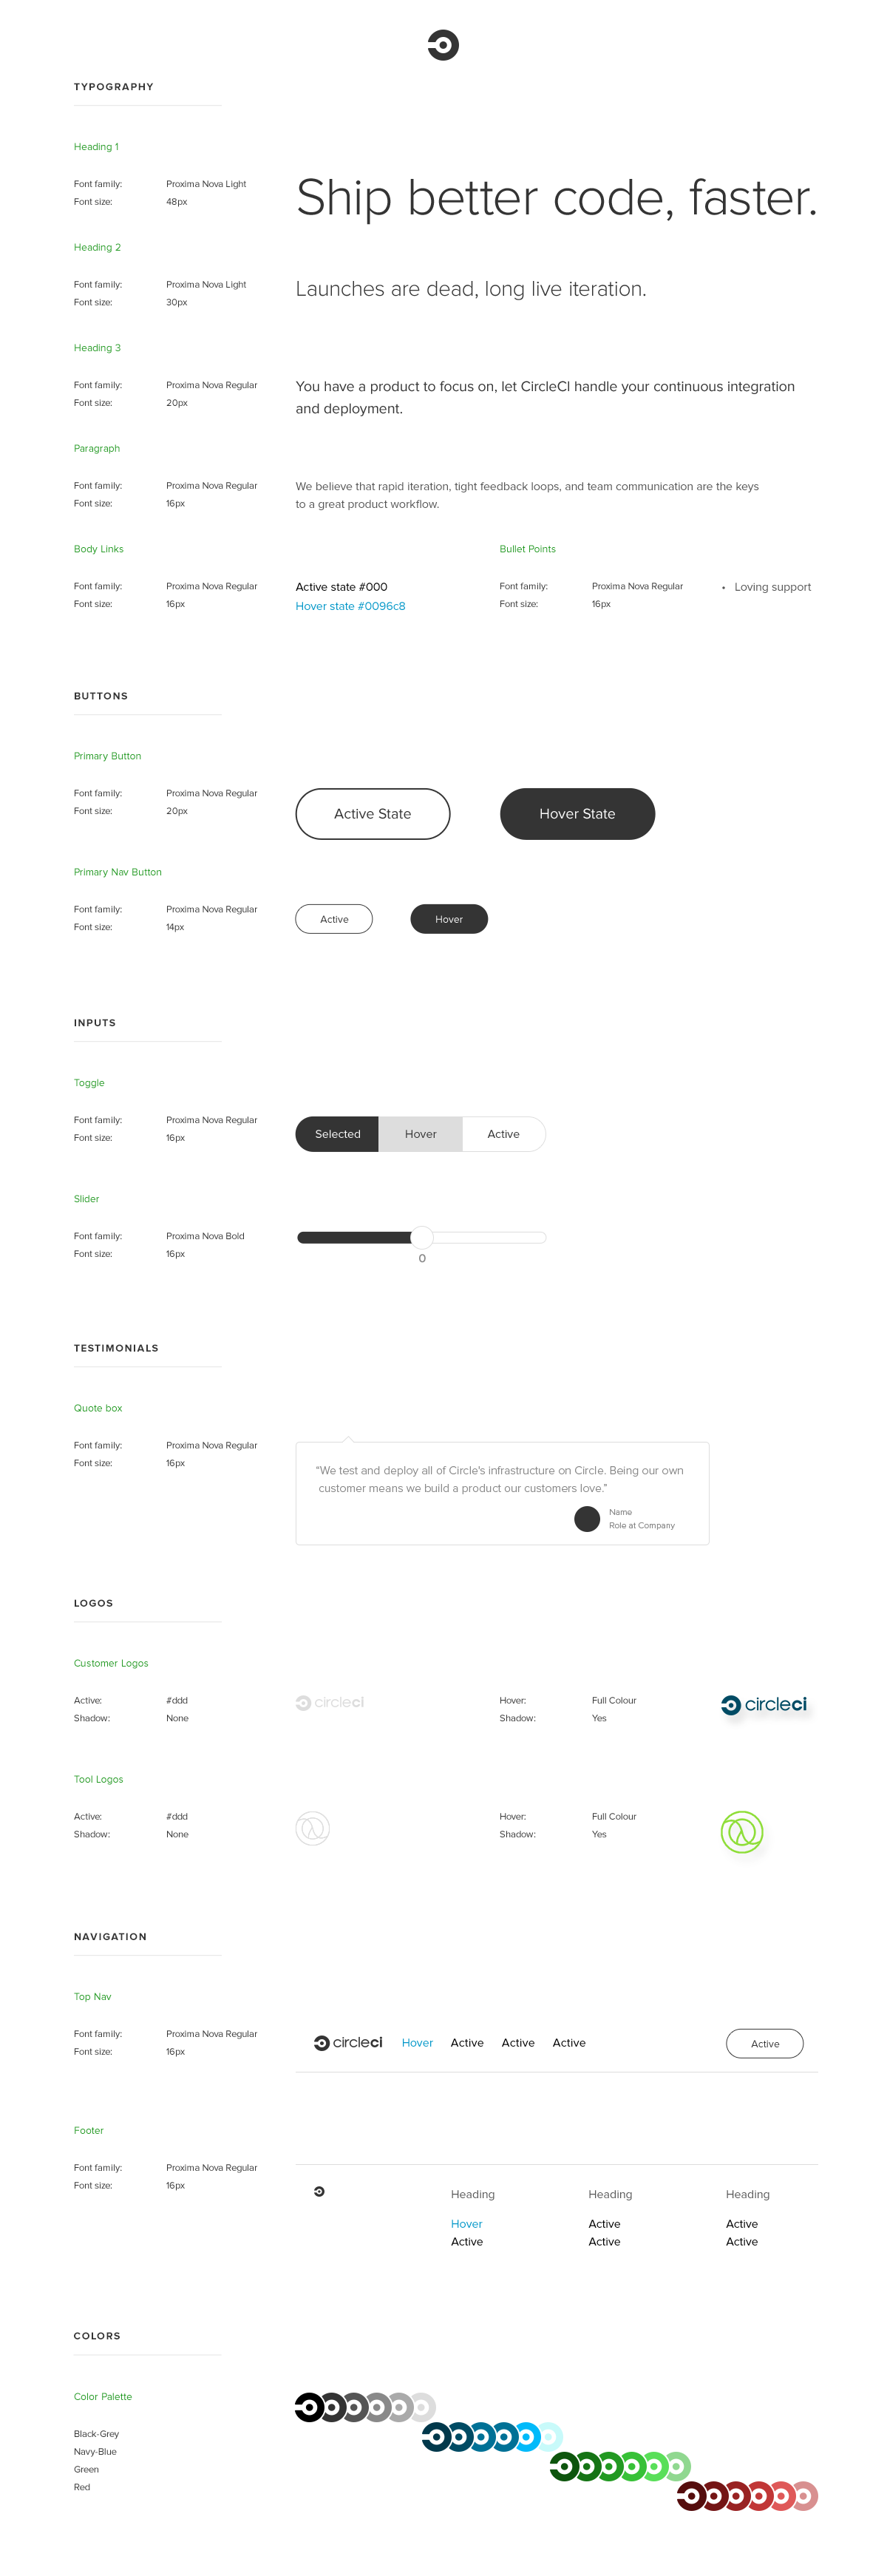 TYPOGRAPHY
Heading 1
Font family: Proxima Nova Light
Font size: 48px
Ship better code, faster.
Heading 2
Font family: Proxima Nova Light
Font size: 30px
Launches are dead, long live iteration.
Heading 3
Font family: Proxima Nova Regular
Font size: 20px
You have a product to focus on, let CircleCI handle your continuous integration
and deployment.
Paragraph
Font family: Proxima Nova Regular
Font size: 16px
We believe that rapid iteration, tight feedback loops, and team communication are the keys
to a great product workflow.
Body Links
Font family: Proxima Nova Regular
Font size: 16px
Active state #000
Hover state #0096c8
Bullet Points
Font family: Proxima Nova Regular
Font size: 16px
• Loving support
BUTTONS
Primary Button
Font family: Proxima Nova Regular
Font size: 20px
Active State
Hover State
Primary Nav Button
Font family: Proxima Nova Regular
Font size: 14px
Active
Hover
INPUTS
Toggle
Font family: Proxima Nova Regular
Font size: 16px
Selected Hover Active
Slider
Font family: Proxima Nova Bold
Font size: 16px
0
TESTIMONIALS
Quote box
Font family: Proxima Nova Regular
Font size: 16px
“We test and deploy all of Circle's infrastructure on Circle. Being our own
customer means we build a product our customers love.”
Name
Role at Company
LOGOS
Customer Logos
Active: #ddd
Shadow: None
circleci
Hover: Full Colour
Shadow: Yes
circleci
Tool Logos
Active: #ddd
Shadow: None
Hover: Full Colour
Shadow: Yes
NAVIGATION
Top Nav
Font family: Proxima Nova Regular
Font size: 16px
circleci Hover Active Active Active Active
Footer
Font family: Proxima Nova Regular
Font size: 16px
Heading
Hover
Active
Heading
Active
Active
Heading
Active
Active
COLORS
Color Palette
Black-Grey
Navy-Blue
Green
Red